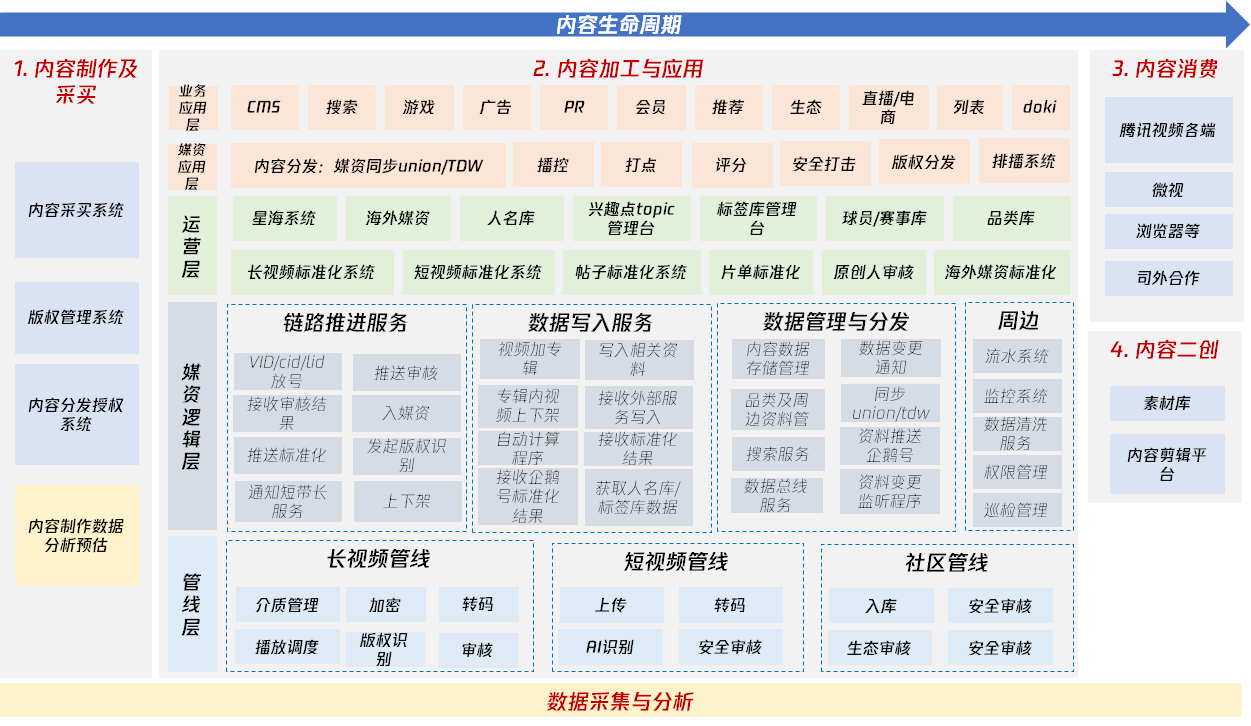 内容生命周期
1. 内容制作及
采买
内容采买系统
版权管理系统
内容分发授权
系统
内容制作数据
分析预估
2. 内容加工与应用
业务
应用
层
CMS
搜索
游戏
广告
PR
会员
推荐
生态
直播/电
商
列表
doki
媒资
应用
层
内容分发：媒资同步union/TDW
播控
打点
评分
安全打击
版权分发
排播系统
运
营
层
星海系统
海外媒资
人名库
兴趣点topic
管理台
标签库管理
台
球员/赛事库
品类库
长视频标准化系统
短视频标准化系统
帖子标准化系统
片单标准化
原创人审核
海外媒资标准化
媒
资
逻
辑
层
链路推进服务
VID/cid/lid
放号
推送审核
接收审核结
果
入媒资
推送标准化
发起版权识
别
通知短带长
服务
上下架
数据写入服务
视频加专
辑
写入相关资
料
专辑内视
频上下架
接收外部服
务写入
自动计算
程序
接收标准化
结果
接收企鹅
号标准化
结果
获取人名库/
标签库数据
数据管理与分发
内容数据
存储管理
数据变更
通知
品类及周
边资料管
同步
union/tdw
搜索服务
资料推送
企鹅号
数据总线
服务
资料变更
监听程序
周边
流水系统
监控系统
数据清洗
服务
权限管理
巡检管理
管
线
层
长视频管线
介质管理
加密
转码
播放调度
版权识
别
审核
短视频管线
上传
转码
AI识别
安全审核
社区管线
入库
安全审核
生态审核
安全审核
3. 内容消费
腾讯视频各端
微视
浏览器等
司外合作
4. 内容二创
素材库
内容剪辑平
台
数据采集与分析